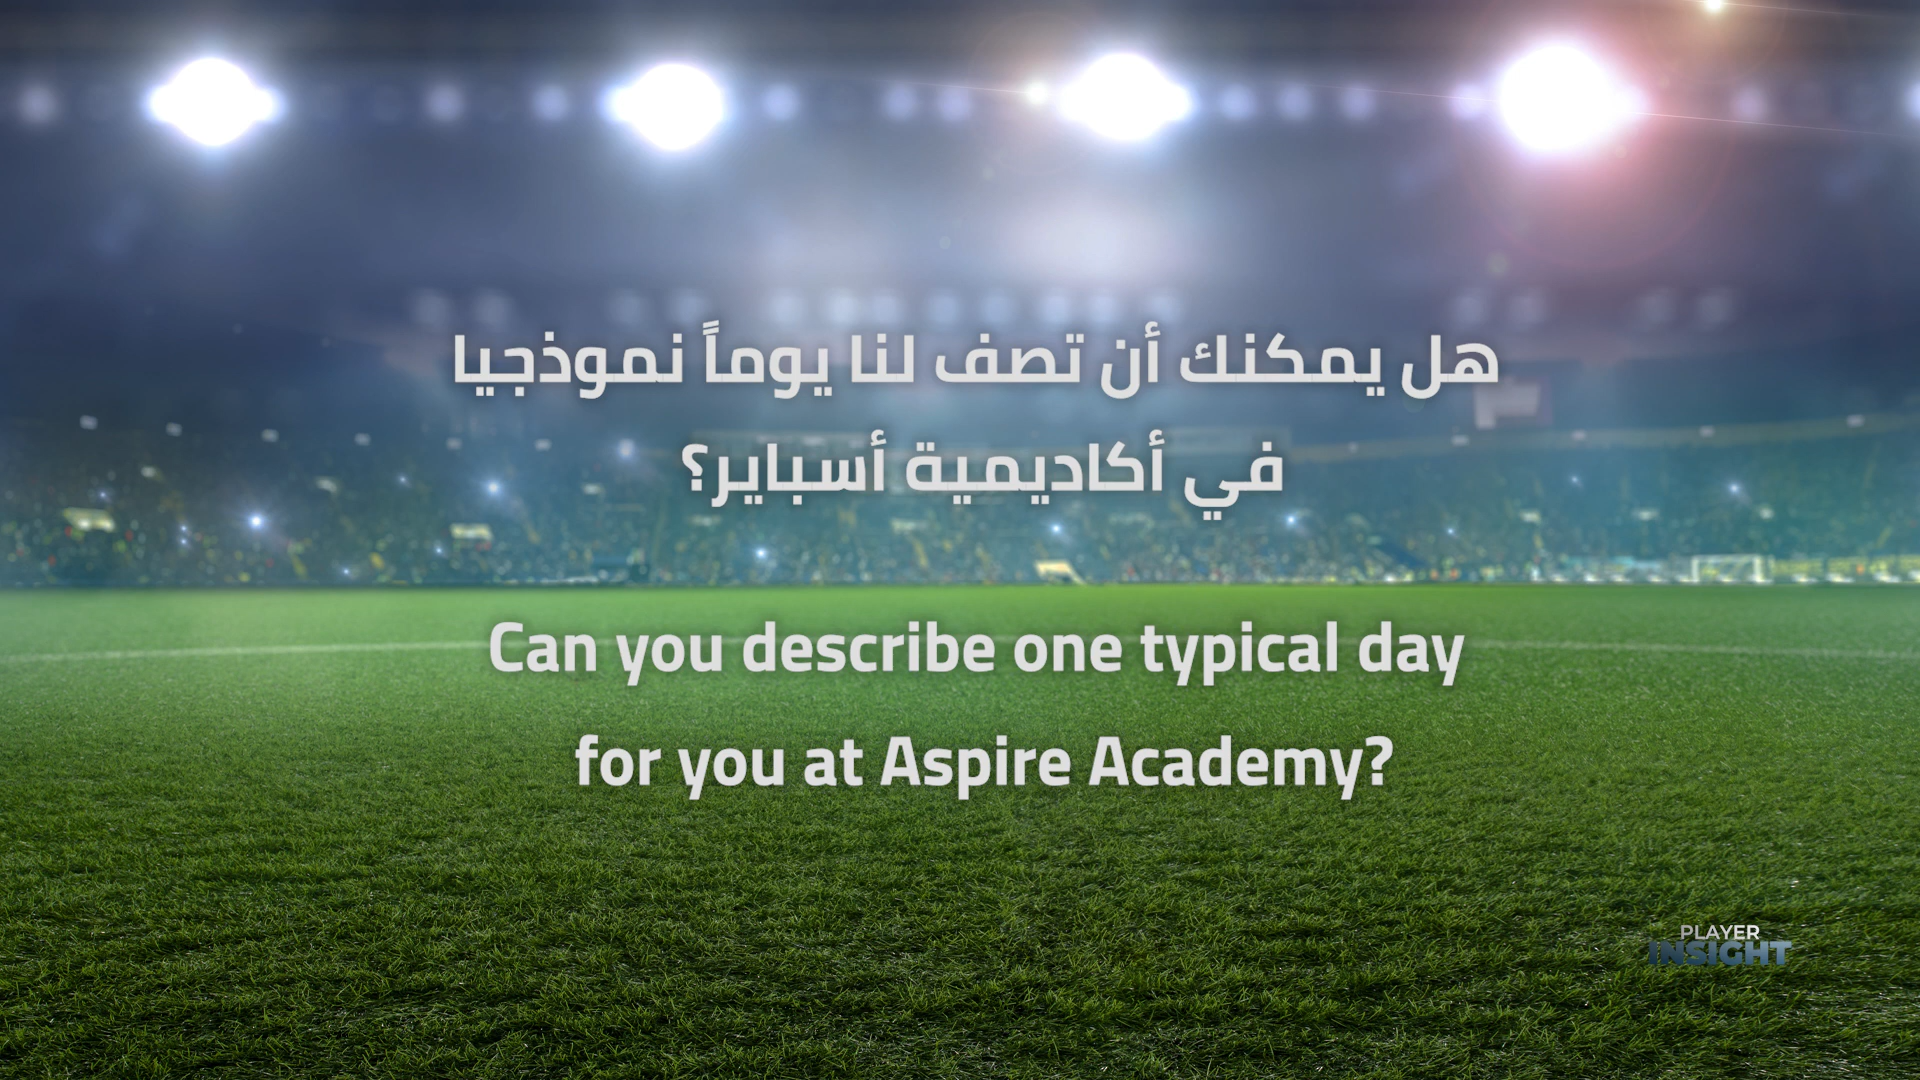 هل يمكنك أن تصف لنا يوماً نموذجيا
في أكاديمية أسباير؟
Can you describe one typical day
for you at Aspire Academy?
PLAYER
INSIGHT